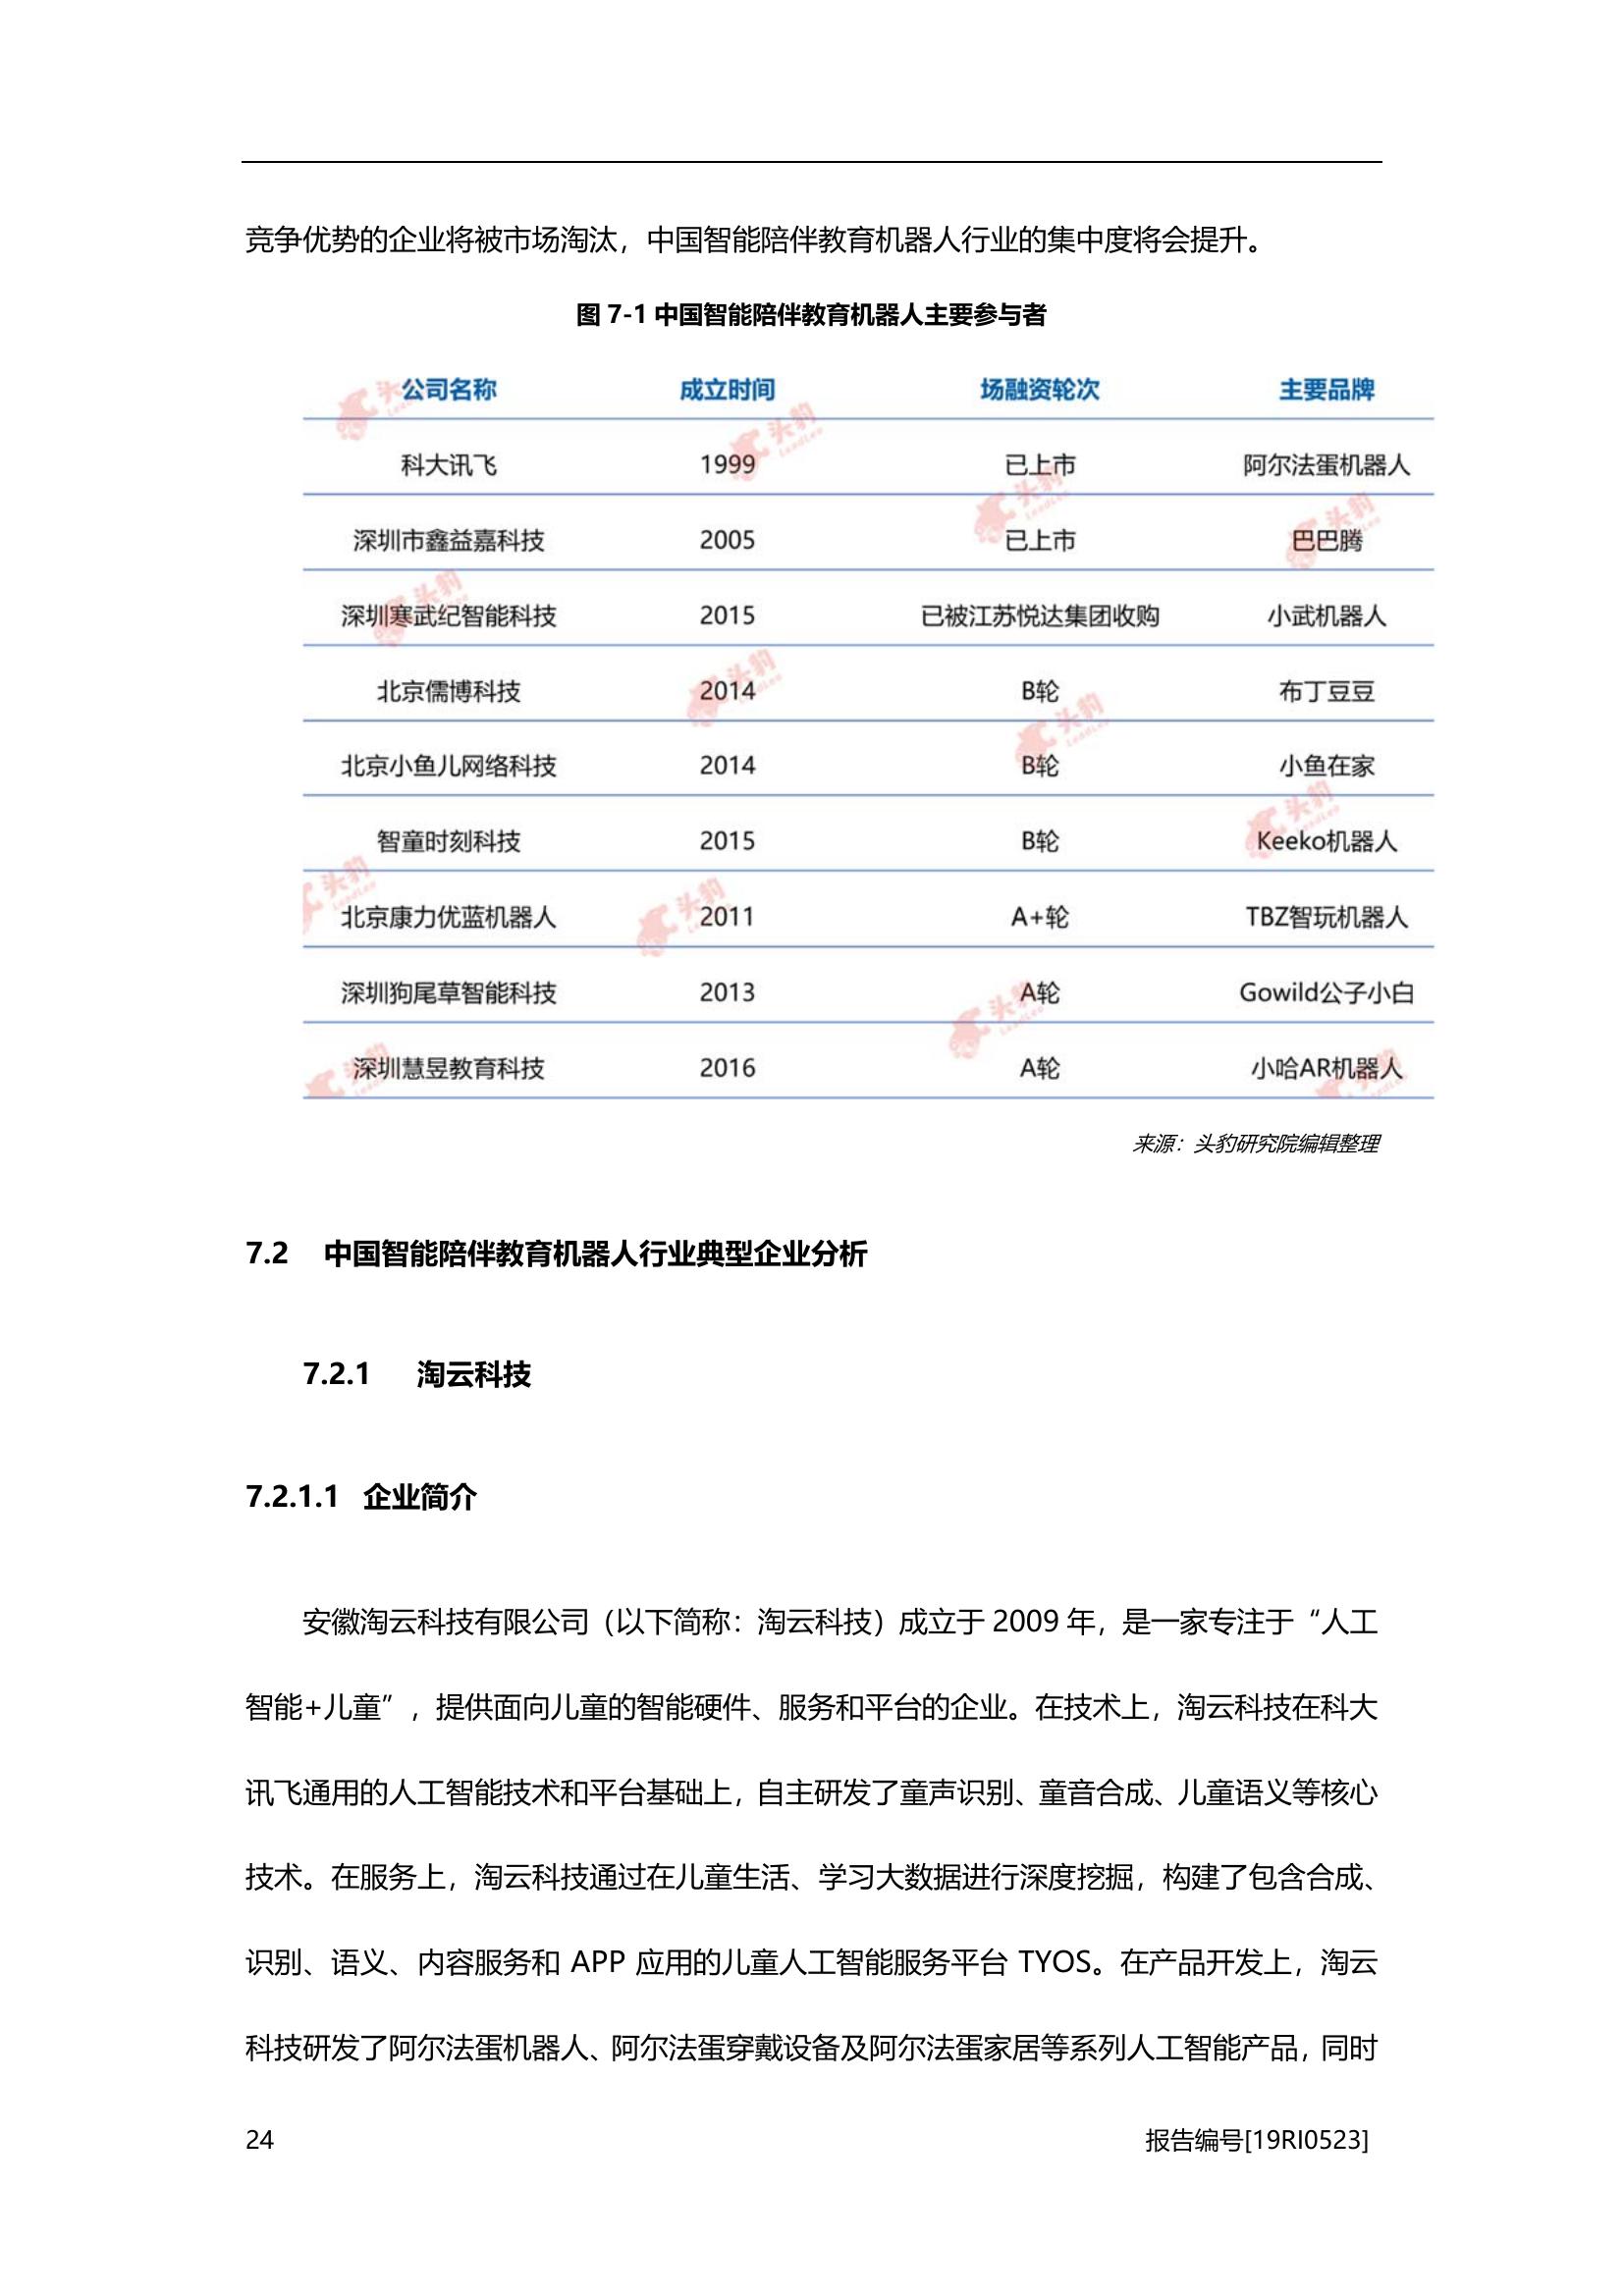 竞争优势的企业将被市场淘汰，中国智能陪伴教育机器人行业的集中度将会提升。
图 7-1 中国智能陪伴教育机器人主要参与者
公司名称 成立时间 场融资轮次 主要品牌
科大讯飞 1999 已上市 阿尔法蛋机器人
深圳市鑫益嘉科技 2005 已上市 巴巴腾
深圳寒武纪智能科技 2015 已被江苏悦达集团收购 小武机器人
北京儒博科技 2014 B轮 布丁豆豆
北京小鱼儿网络科技 2014 B轮 小鱼在家
智童时刻科技 2015 B轮 Keeko机器人
北京康力优蓝机器人 2011 A+轮 TBZ智玩机器人
深圳狗尾草智能科技 2013 A轮 Gowild公子小白
深圳慧昱教育科技 2016 A轮 小哈AR机器人
来源：头豹研究院编辑整理
7.2 中国智能陪伴教育机器人行业典型企业分析
7.2.1 淘云科技
7.2.1.1 企业简介
安徽淘云科技有限公司（以下简称：淘云科技）成立于 2009 年，是一家专注于“人工
智能+儿童”，提供面向儿童的智能硬件、服务和平台的企业。在技术上，淘云科技在科大
讯飞通用的人工智能技术和平台基础上，自主研发了童声识别、童音合成、儿童语义等核心
技术。在服务上，淘云科技通过在儿童生活、学习大数据进行深度挖掘，构建了包含合成、
识别、语义、内容服务和 APP 应用的儿童人工智能服务平台 TYOS。在产品开发上，淘云
科技研发了阿尔法蛋机器人、阿尔法蛋穿戴设备及阿尔法蛋家居等系列人工智能产品，同时
24 报告编号[19RI0523]